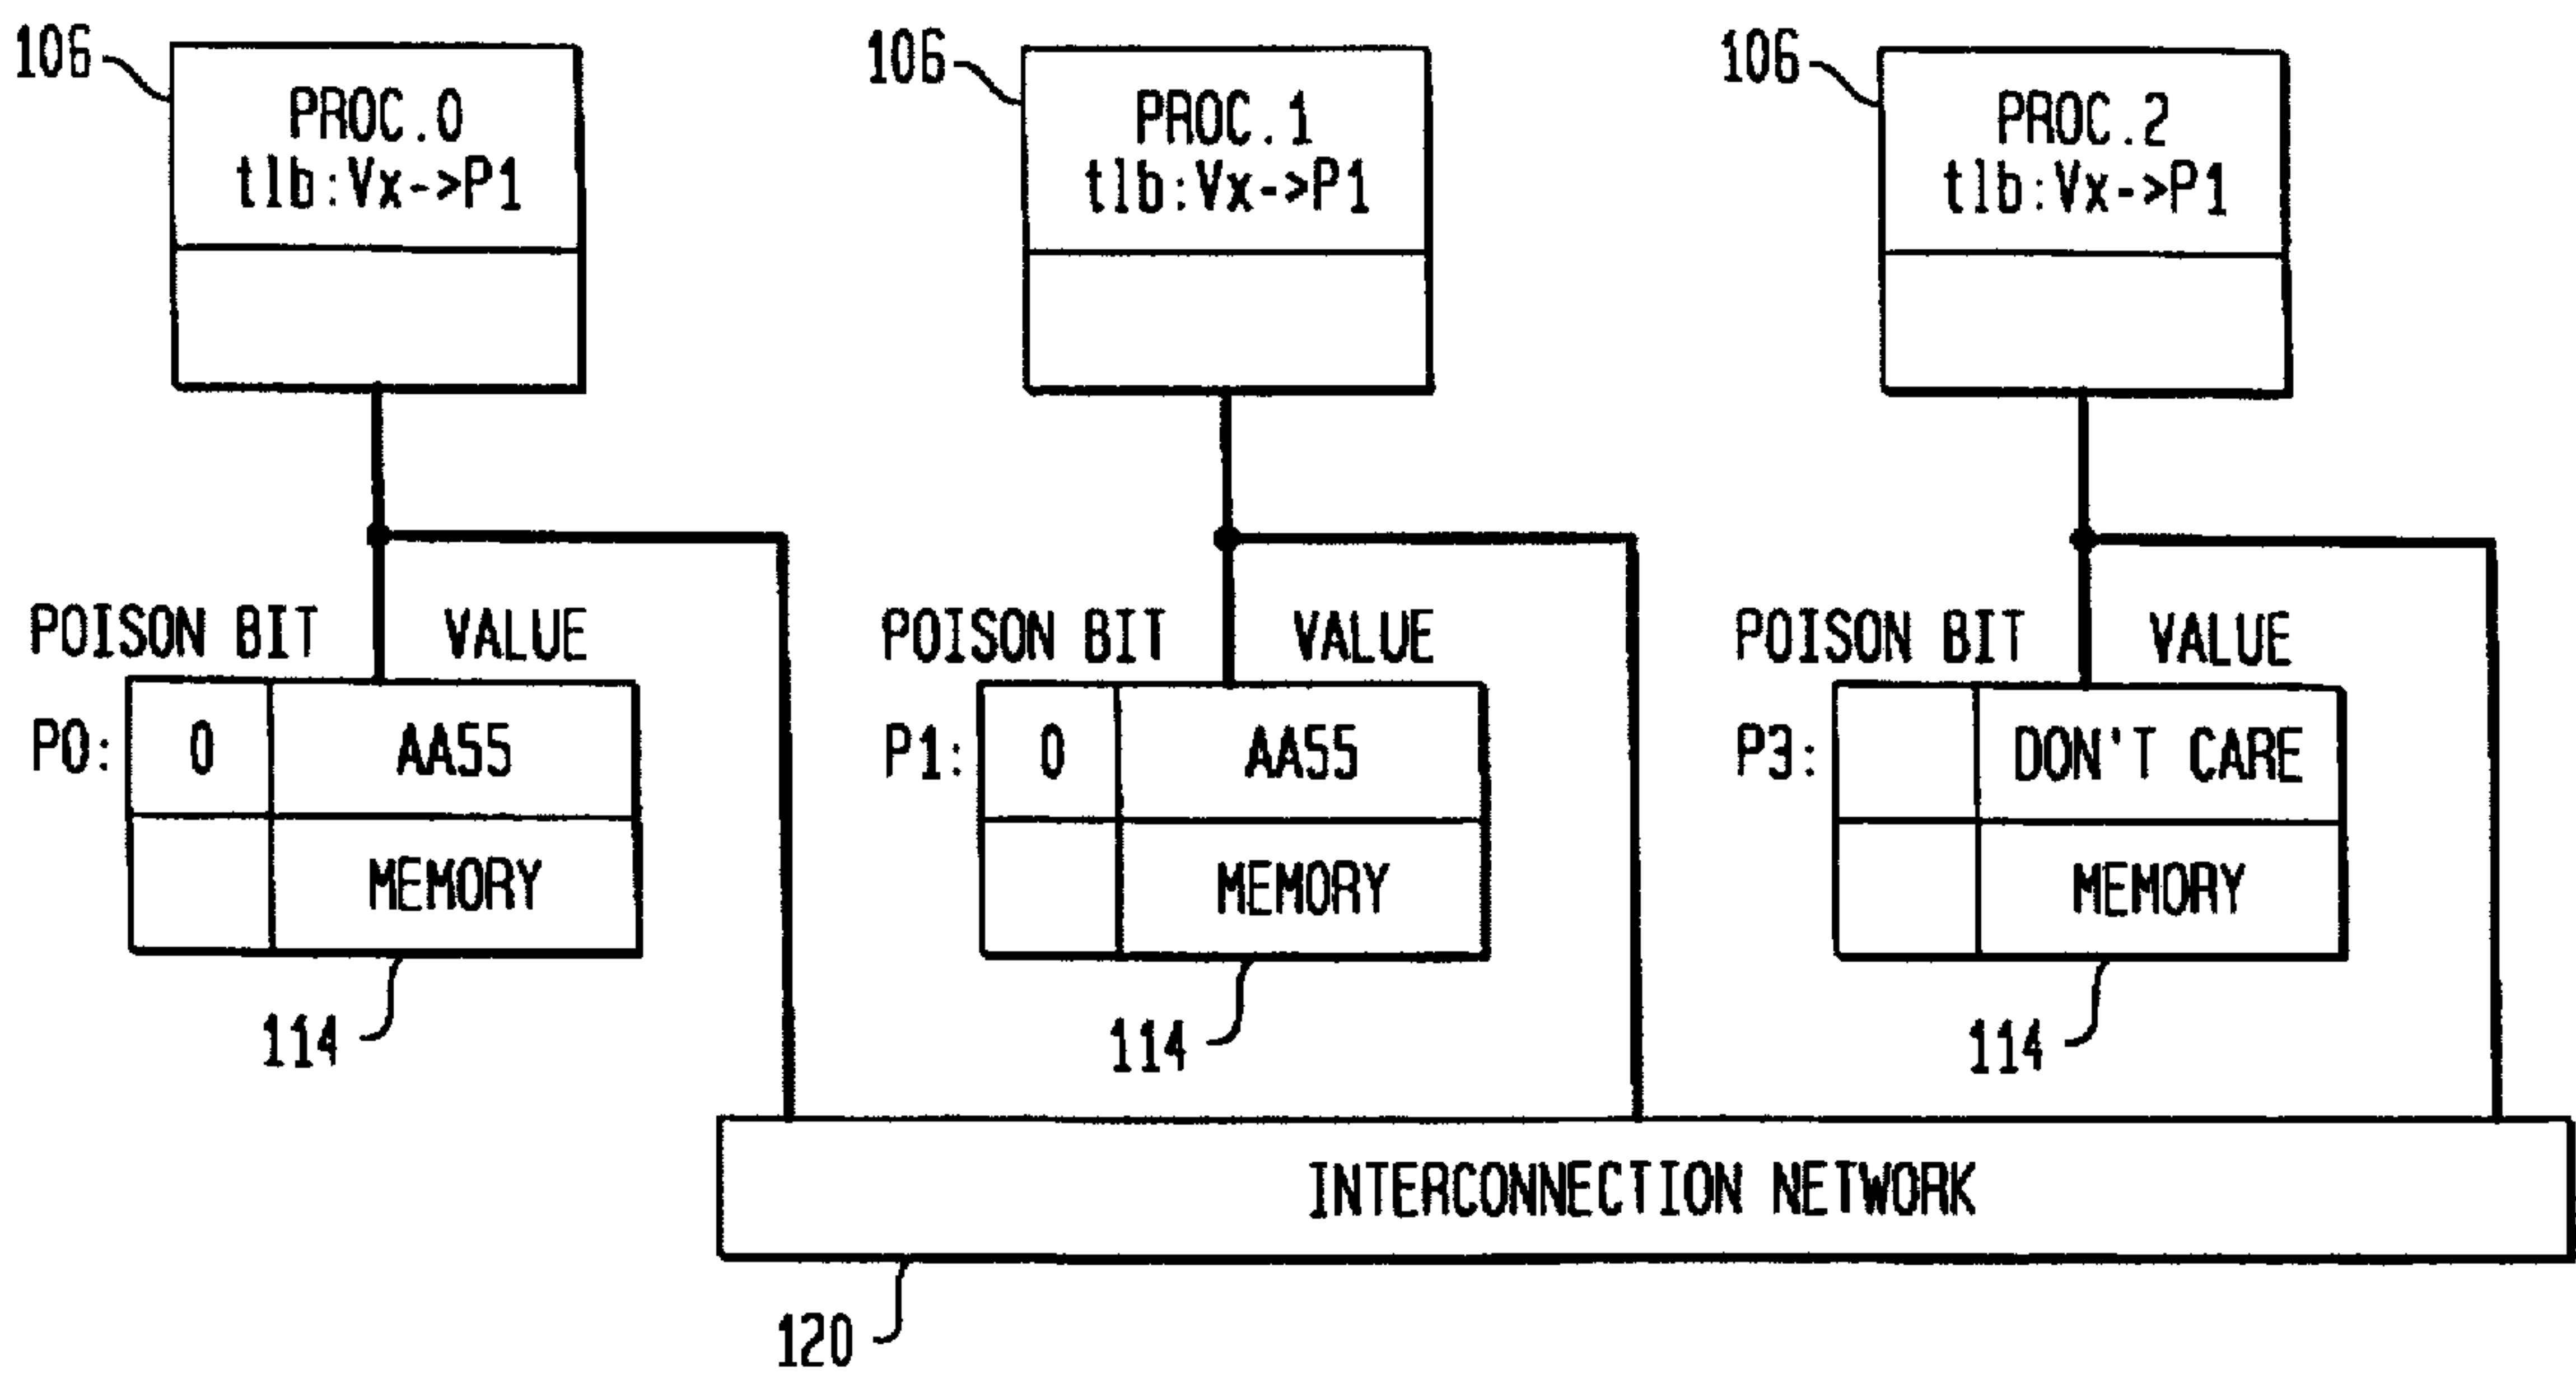 106
PROC.0
tlb:Vx->P1
106
PROC.1
tlb:Vx->P1
106
PROC.2
tlb:Vx->P1
POISON BIT VALUE
P0: 0 AA55
MEMORY
114
POISON BIT VALUE
P1: 0 AA55
MEMORY
114
POISON BIT VALUE
P3: DON'T CARE
MEMORY
114
INTERCONNECTION NETWORK
120